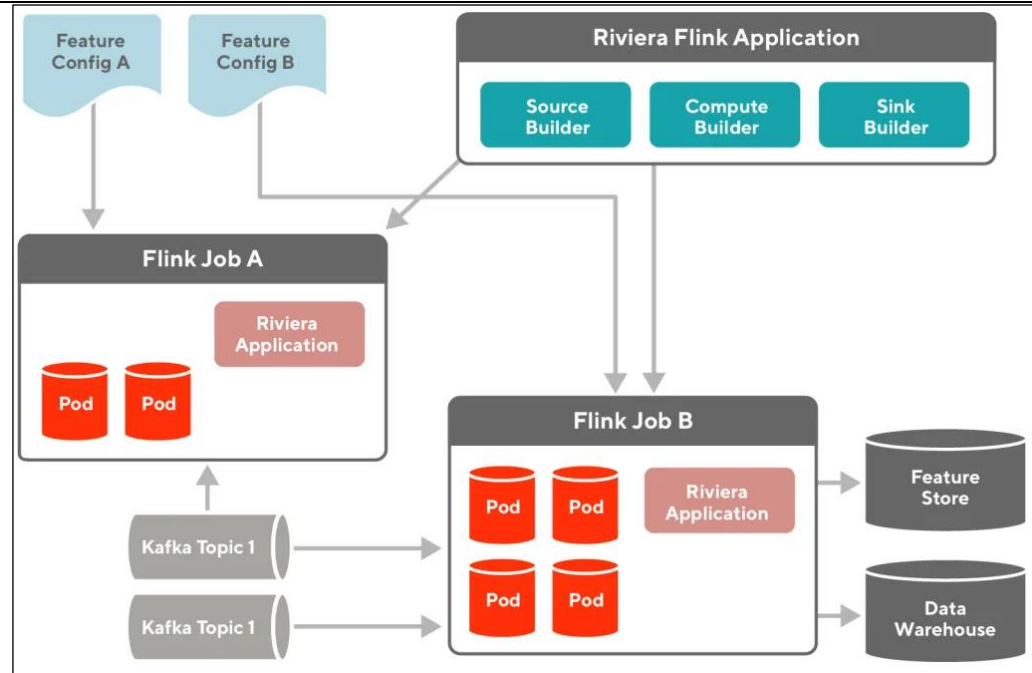 Feature
Config A
Feature
Config B
Riviera Flink Application
Source
Builder
Compute
Builder
Sink
Builder
Flink Job A
Riviera
Application
Pod
Pod
Flink Job B
Pod
Pod
Riviera
Application
Pod
Pod
Feature
Store
Kafka Topic 1
Kafka Topic 1
Data
Warehouse